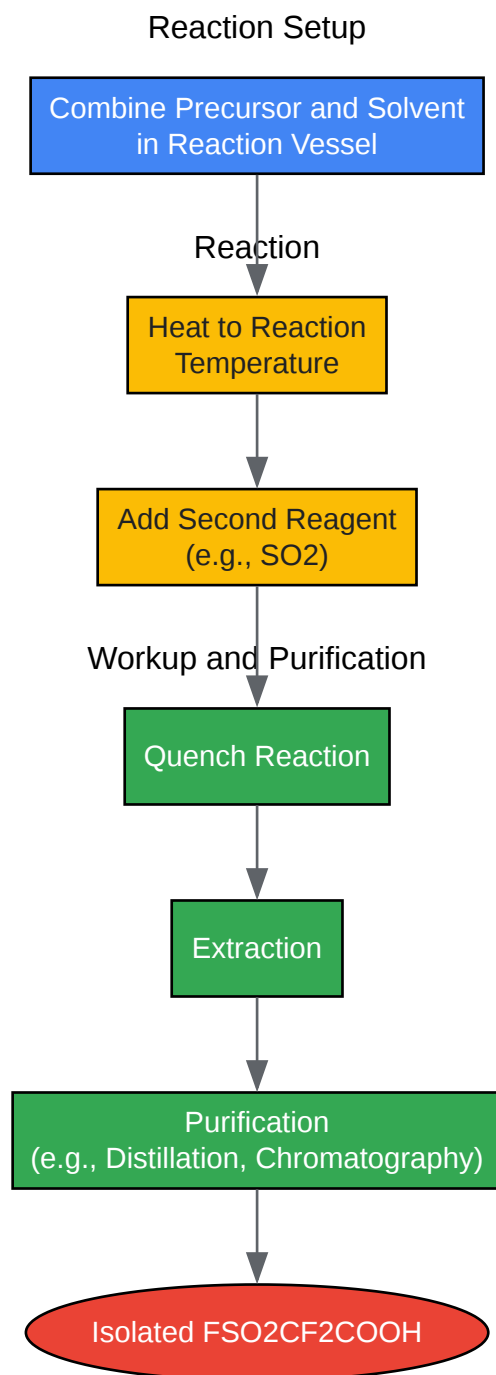 Reaction Setup
Combine Precursor and Solvent
in Reaction Vessel
Reaction
Heat to Reaction
Temperature
Add Second Reagent
(e.g., SO2)
Workup and Purification
Quench Reaction
Extraction
Purification
(e.g., Distillation, Chromatography)
Isolated FSO2CF2COOH